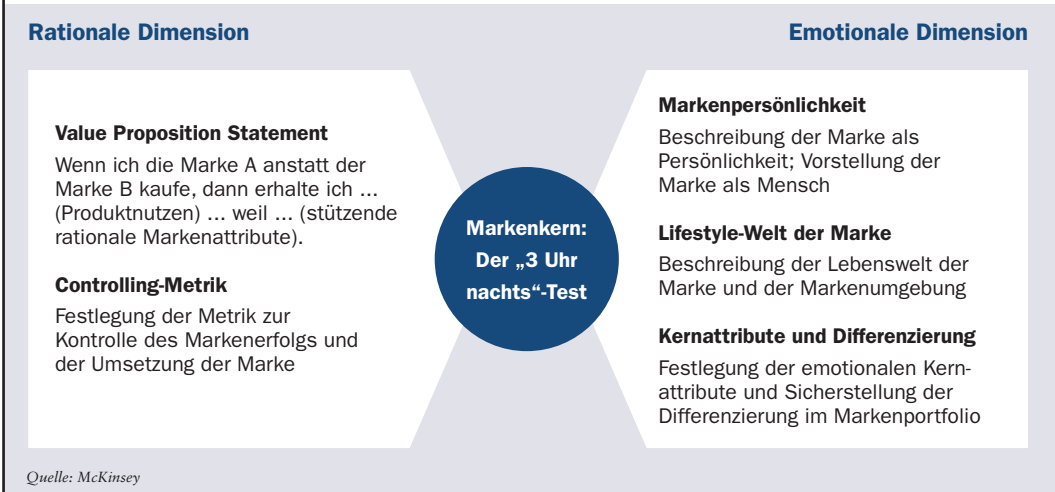 Rationale Dimension
Emotionale Dimension
Value Proposition Statement
Wenn ich die Marke A anstatt der
Marke B kaufe, dann erhalte ich ...
(Produktnutzen) ... weil ... (stützende
rationale Markenattribute).
Controlling-Metrik
Festlegung der Metrik zur
Kontrolle des Markenerfolgs und
der Umsetzung der Marke
Markenkern:
Der „3 Uhr
nachts“-Test
Markenpersönlichkeit
Beschreibung der Marke als
Persönlichkeit; Vorstellung der
Marke als Mensch
Lifestyle-Welt der Marke
Beschreibung der Lebenswelt der
Marke und der Markenumgebung
Kernattribute und Differenzierung
Festlegung der emotionalen Kern-
attribute und Sicherstellung der
Differenzierung im Markenportfolio
Quelle: McKinsey